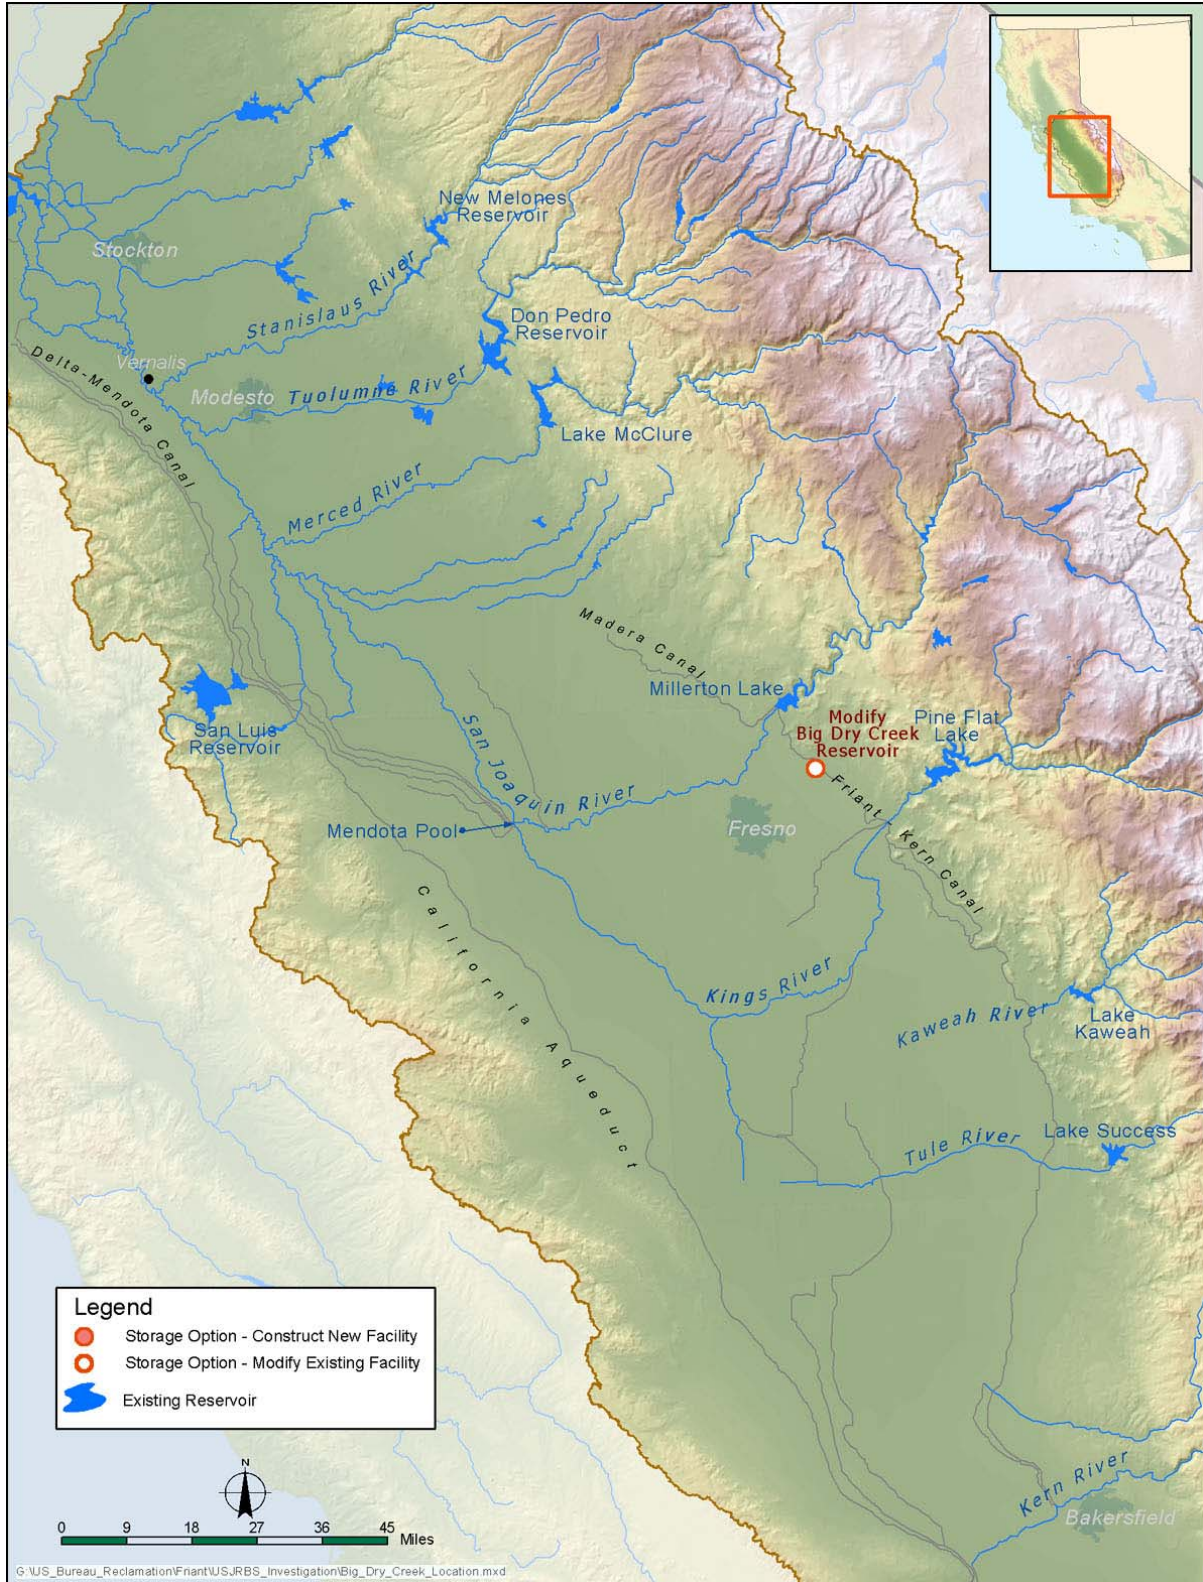 New Melones
Reservoir
Stockton
Stanislaus River
Don Pedro
Reservoir
Vernalis
Delta-Mendota Canal
Modesto
Tuolumne River
Lake McClure
Merced River
Madera Canal
Millerton Lake
San Luis
Reservoir
Modify
Big Dry Creek
Reservoir
Pine Flat
Lake
San Joaquin River
Mendota Pool
Fresno
Friant - Kern Canal
California Aqueduct
Kings River
Kaweah River
Lake
Kaweah
Tule River
Lake Success
Legend
Storage Option - Construct New Facility
Storage Option - Modify Existing Facility
Existing Reservoir
N
0 9 18 27 36 45 Miles
Kern River
Bakersfield
G:\US_Bureau_Reclamation\Friant\USJRBS_Investigation\Big_Dry_Creek_Location.mxd